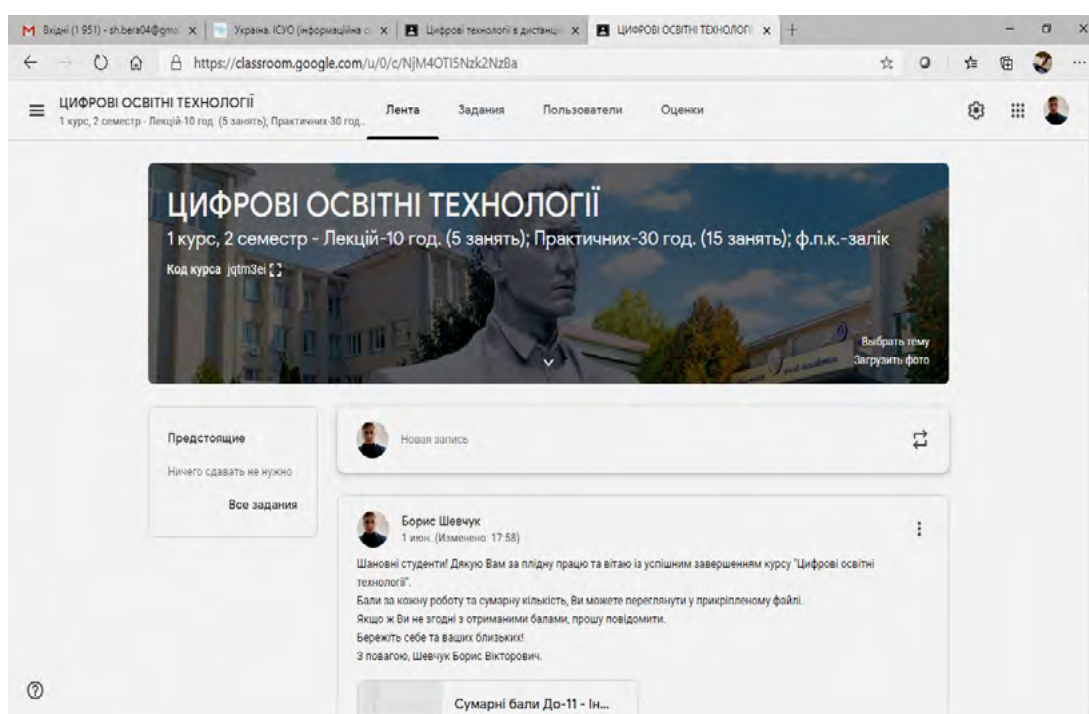 Вхідні (1 951) - sh.bera04@gma
Україна. ІСУО (інформаційна с
Цифрові технології в дистанці
ЦИФРОВІ ОСВІТНІ ТЕХНОЛОГІ
https://classroom.google.com/u/0/c/NjM4OTI5Nzk2NzBa
ЦИФРОВІ ОСВІТНІ ТЕХНОЛОГІЇ
1 курс, 2 семестр - Лекцій-10 год. (5 занять); Практичних-30 год...
Лента Задания Пользователи Оценки
ЦИФРОВІ ОСВІТНІ ТЕХНОЛОГІЇ
1 курс, 2 семестр - Лекцій-10 год. (5 занять); Практичних-30 год. (15 занять); ф.п.к.-залік
Код курса jqtm3ei
Выбрать тему
Загрузить фото
Предстоящие
Ничего сдавать не нужно
Все задания
Новая запись
Борис Шевчук
1 июн. (Изменено: 17:58)
Шановні студенти! Дякую Вам за плідну працю та вітаю із успішним завершенням курсу "Цифрові освітні
технології".
Бали за кожну роботу та сумарну кількість, Ви можете переглянути у прикріпленому файлі.
Якщо ж Ви не згодні з отриманими балами, прошу повідомити.
Бережіть себе та ваших близьких!
З повагою, Шевчук Борис Вікторович.
Сумарні бали До-11 - Ін...